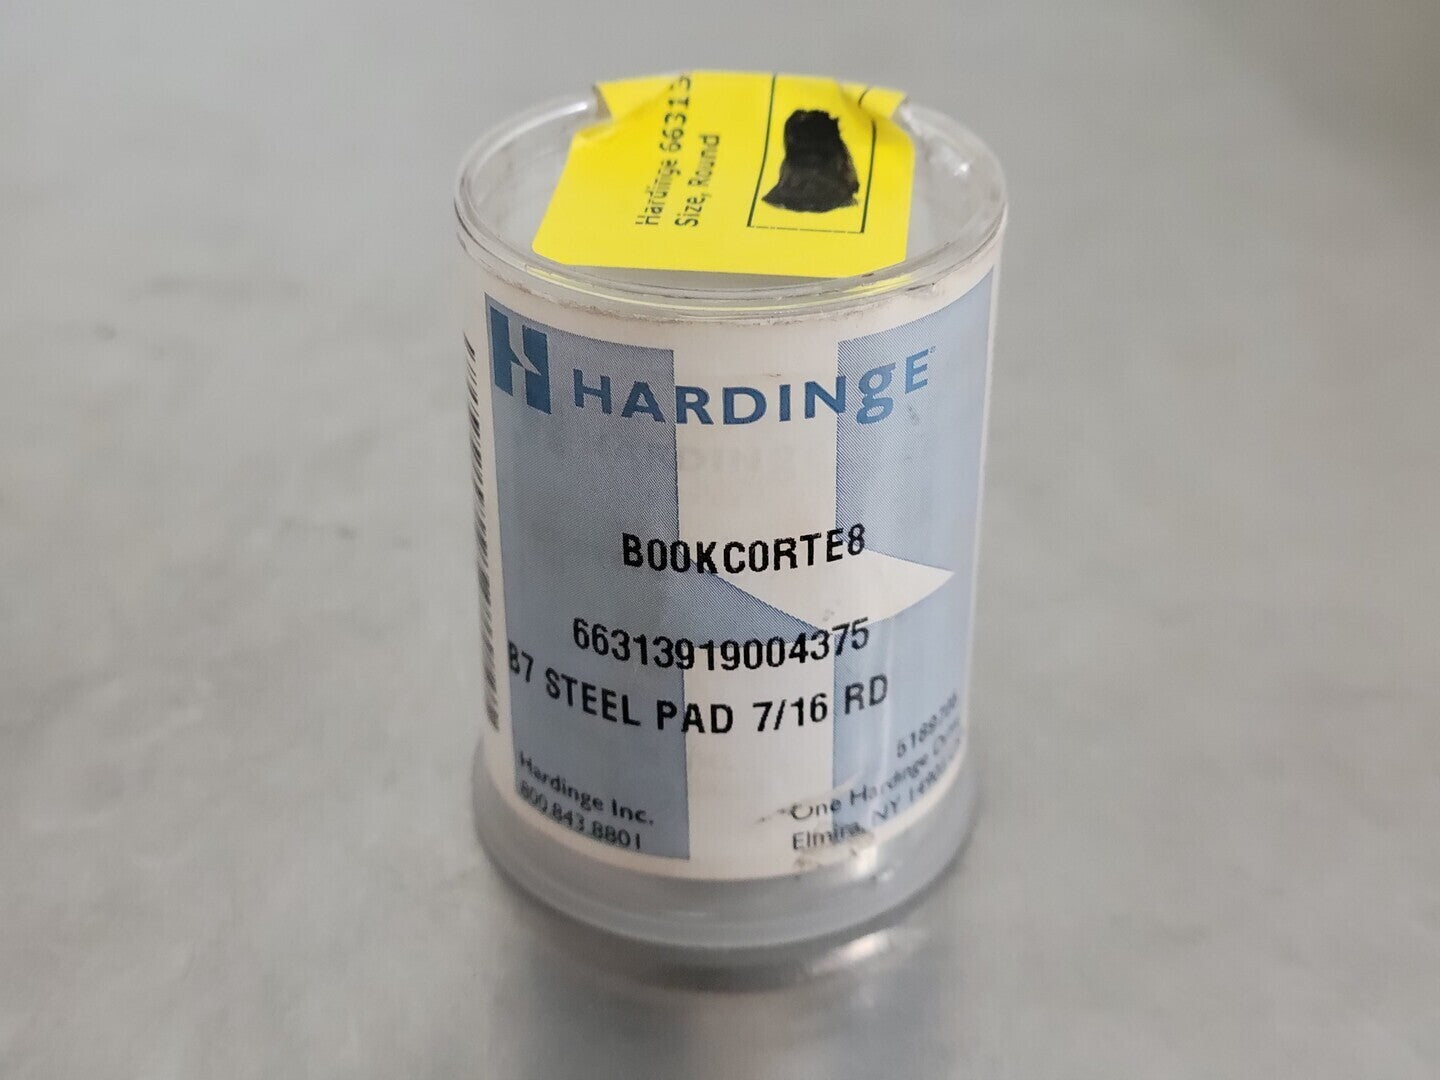 Hardinge 66313
Size, Round
HARDINGE
BOOKCORTE8
66313919004375
B7 STEEL PAD 7/16 RD
Hardinge Inc.
800.843.8801
One Hardinge
Elmira, NY